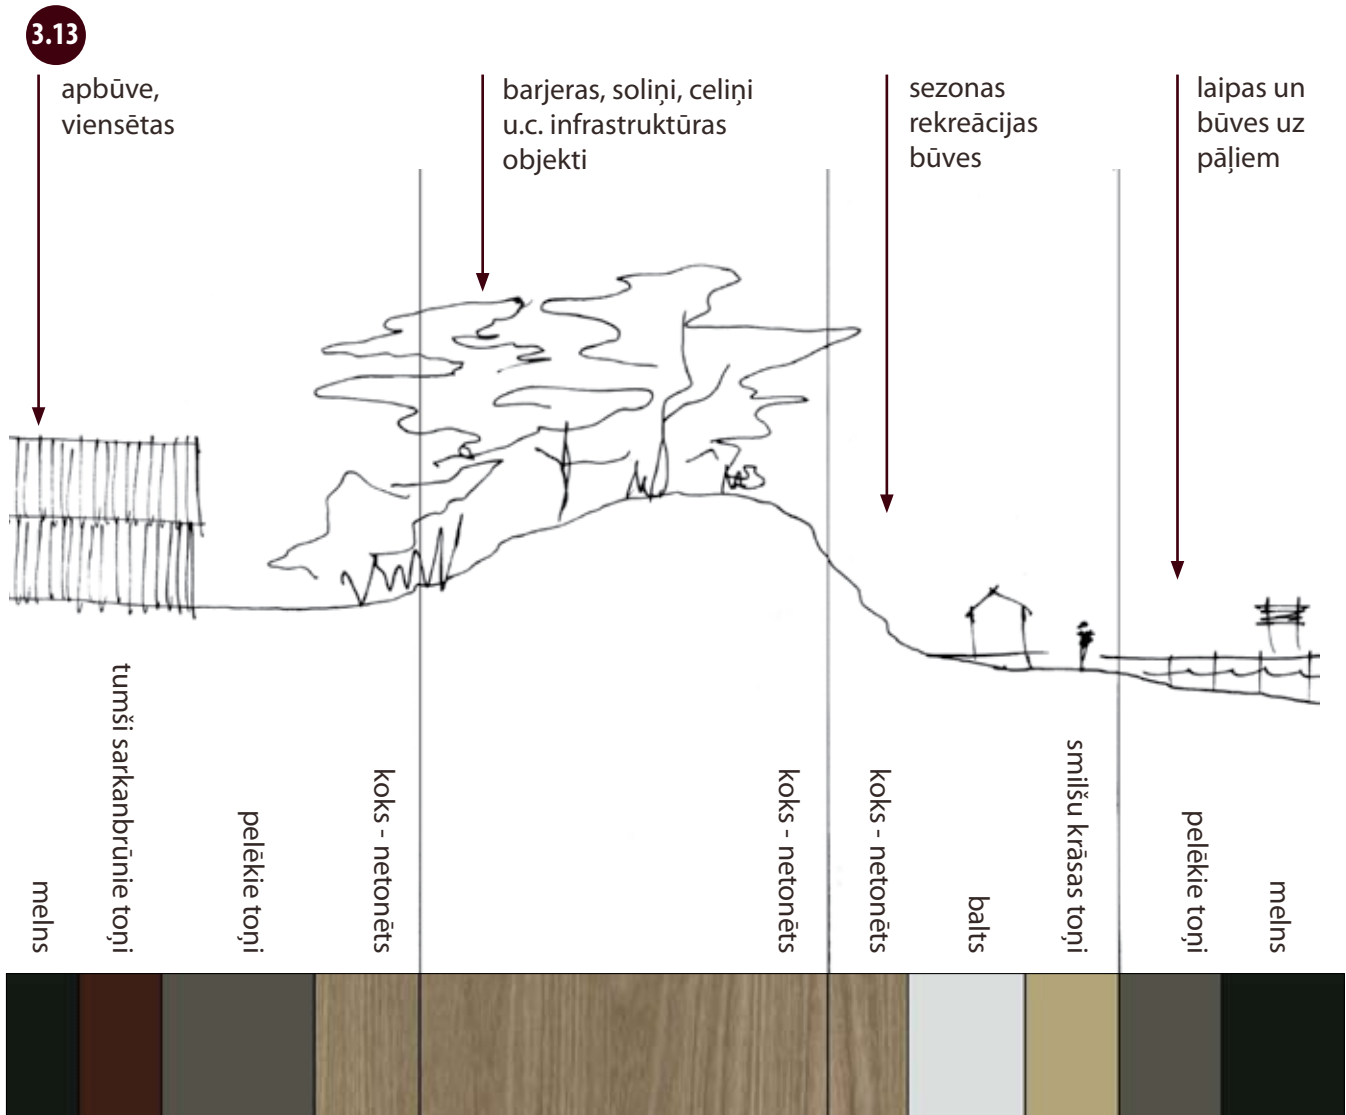 3.13
apbūve,
viensētas
barjeras, soliņi, celiņi
u.c. infrastruktūras
objekti
sezonas
rekreācijas
būves
laipas un
būves uz
pāļiem
melns
tumši sarkanbrūnie toņi
pelēkie toņi
koks - netonēts
koks - netonēts
koks - netonēts
balts
smilšu krāsas toņi
pelēkie toņi
melns